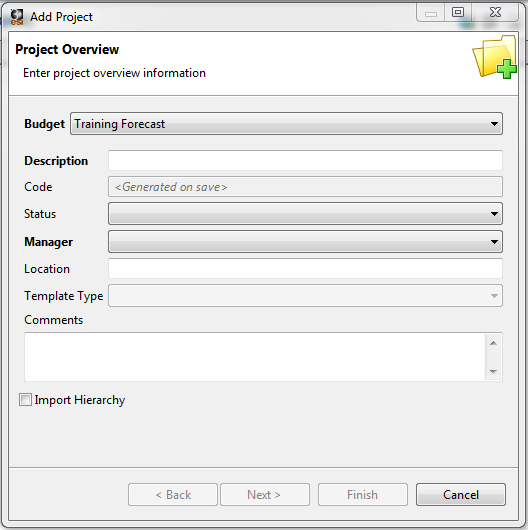 esi Add Project
Project Overview
Enter project overview information
Budget Training Forecast
Description
Code <Generated on save>
Status
Manager
Location
Template Type
Comments
Import Hierarchy
< Back Next > Finish Cancel